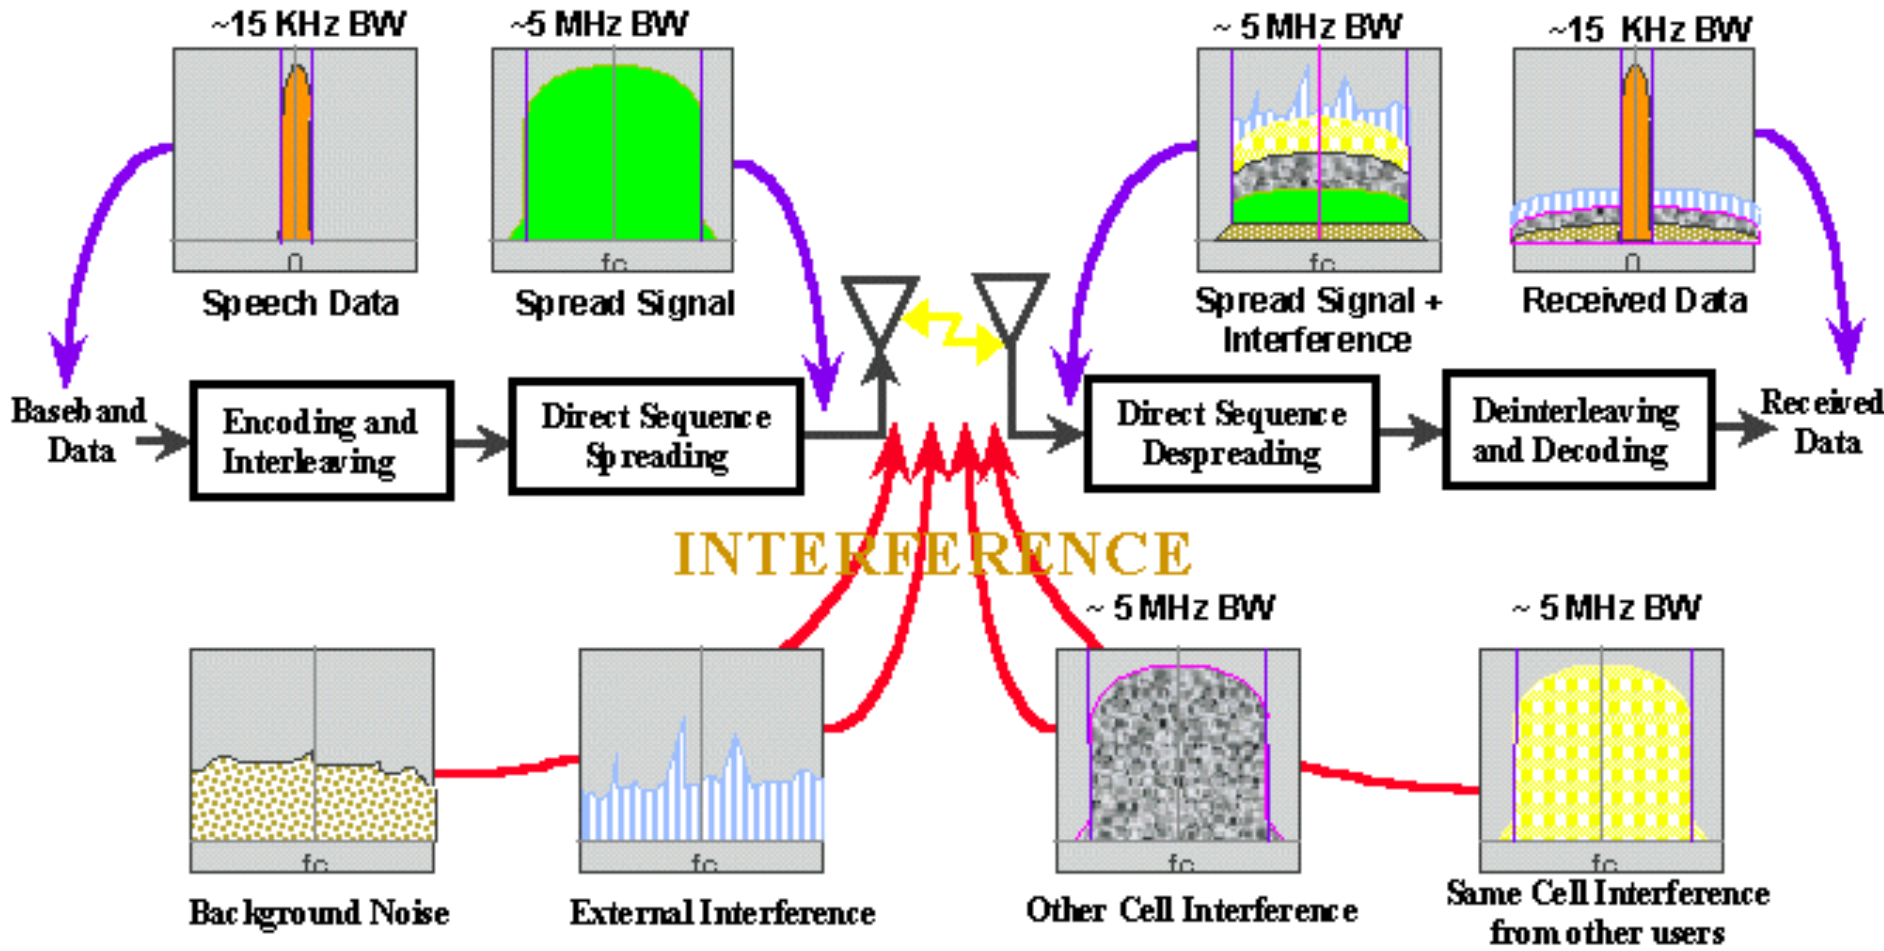 ~15 KHz BW
~5 MHz BW
~ 5 MHz BW
~15 KHz BW
0
fc
fc
0
Speech Data
Spread Signal
Spread Signal +
Interference
Received Data
Baseband
Data
Encoding and
Interleaving
Direct Sequence
Spreading
Direct Sequence
Despreading
Deinterleaving
and Decoding
Received
Data
INTERFERENCE
~ 5 MHz BW
~ 5 MHz BW
fc
fc
fc
fc
Background Noise
External Interference
Other Cell Interference
Same Cell Interference
from other users